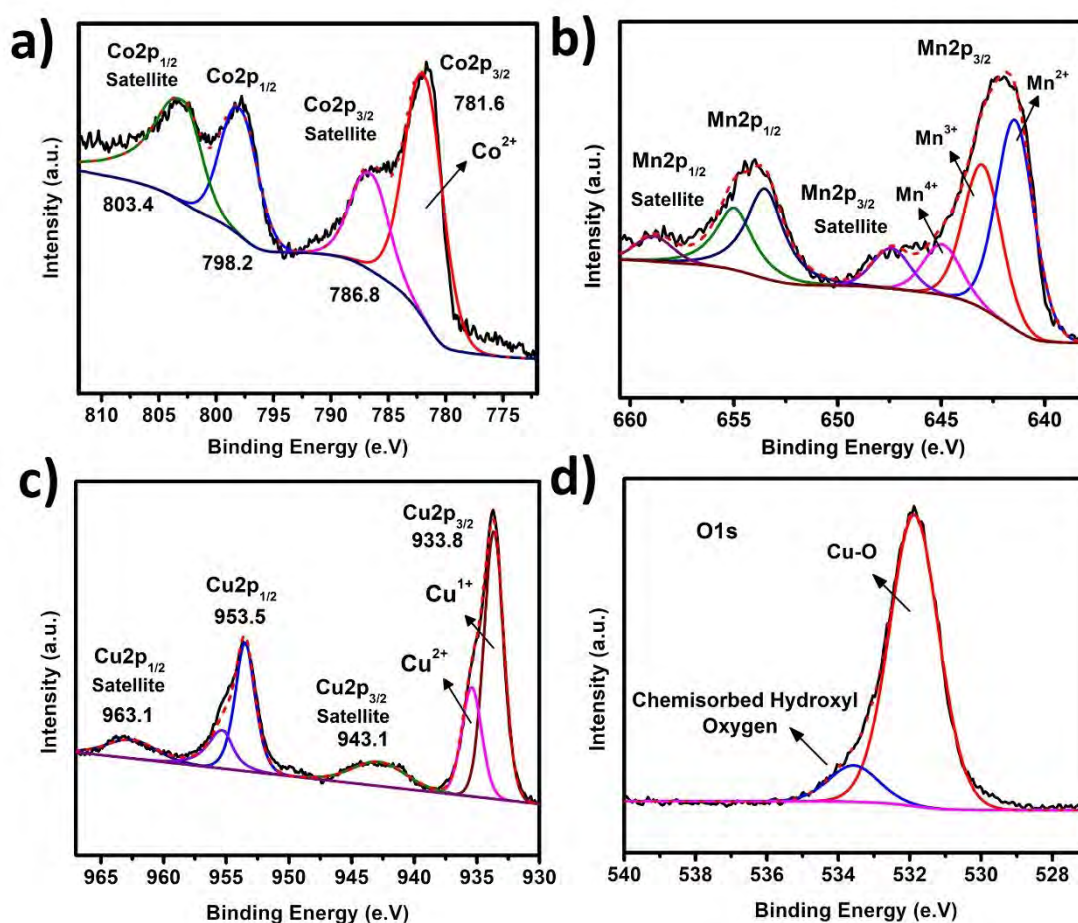 a)
Co2p1/2
Satellite
Co2p1/2
Co2p3/2
Satellite
Co2p3/2
781.6
Co2+
803.4
798.2
786.8
Intensity (a.u.)
810 805 800 795 790 785 780 775
Binding Energy (e.V)
b)
Mn2p3/2
Mn2+
Mn3+
Mn2p1/2
Mn2p1/2
Satellite
Mn2p3/2
Satellite
Mn4+
Intensity (a.u.)
660 655 650 645 640
Binding Energy (e.V)
c)
Cu2p3/2
933.8
Cu1+
Cu2p1/2
953.5
Cu2+
Cu2p1/2
Satellite
963.1
Cu2p3/2
Satellite
943.1
Intensity (a.u.)
965 960 955 950 945 940 935 930
Binding Energy (e.V)
d)
O1s
Cu-O
Chemisorbed Hydroxyl
Oxygen
Intensity (a.u.)
540 538 536 534 532 530 528
Binding Energy (e.V)